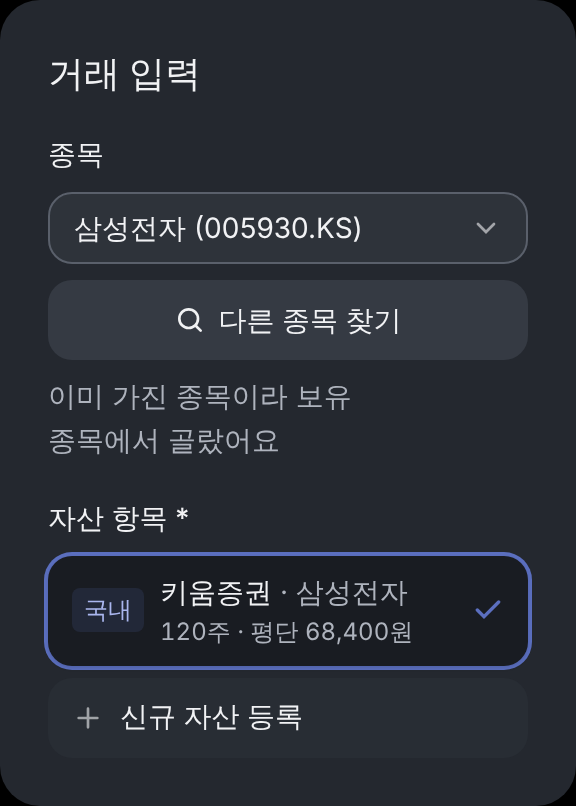 거래 입력
종목
삼성전자 (005930.KS)
다른 종목 찾기
이미 가진 종목이라 보유
종목에서 골랐어요
자산 항목 *
국내
키움증권 · 삼성전자
120주 · 평단 68,400원
신규 자산 등록